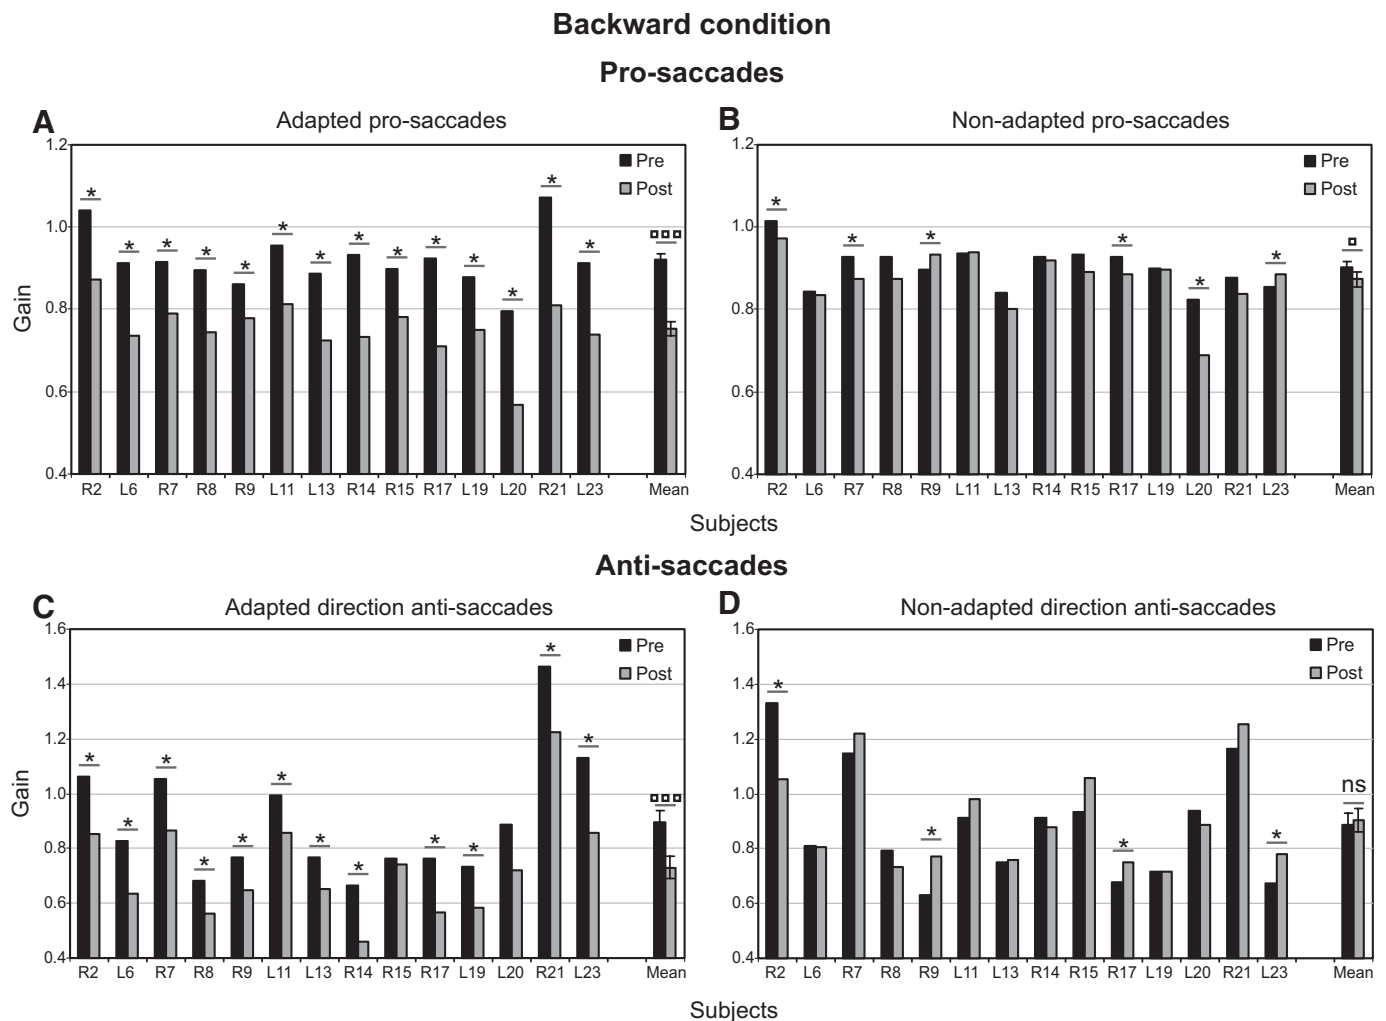 Backward condition
Pro-saccades
A
Adapted pro-saccades
1.2
1.0
0.8
0.6
0.4
Gain
Pre
Post
* * * * * * * * * * * * * *
R2 L6 R7 R8 R9 L11 L13 R14 R15 R17 L19 L20 R21 L23 Mean
B
Non-adapted pro-saccades
1.2
1.0
0.8
0.6
0.4
Pre
Post
* * * * * *
R2 L6 R7 R8 R9 L11 L13 R14 R15 R17 L19 L20 R21 L23 Mean
Subjects
Anti-saccades
C
Adapted direction anti-saccades
1.6
1.4
1.2
1.0
0.8
0.6
0.4
Gain
Pre
Post
* * * * * * * * * * * *
R2 L6 R7 R8 R9 L11 L13 R14 R15 R17 L19 L20 R21 L23 Mean
D
Non-adapted direction anti-saccades
1.6
1.4
1.2
1.0
0.8
0.6
0.4
Pre
Post
* * * *
ns
R2 L6 R7 R8 R9 L11 L13 R14 R15 R17 L19 L20 R21 L23 Mean
Subjects